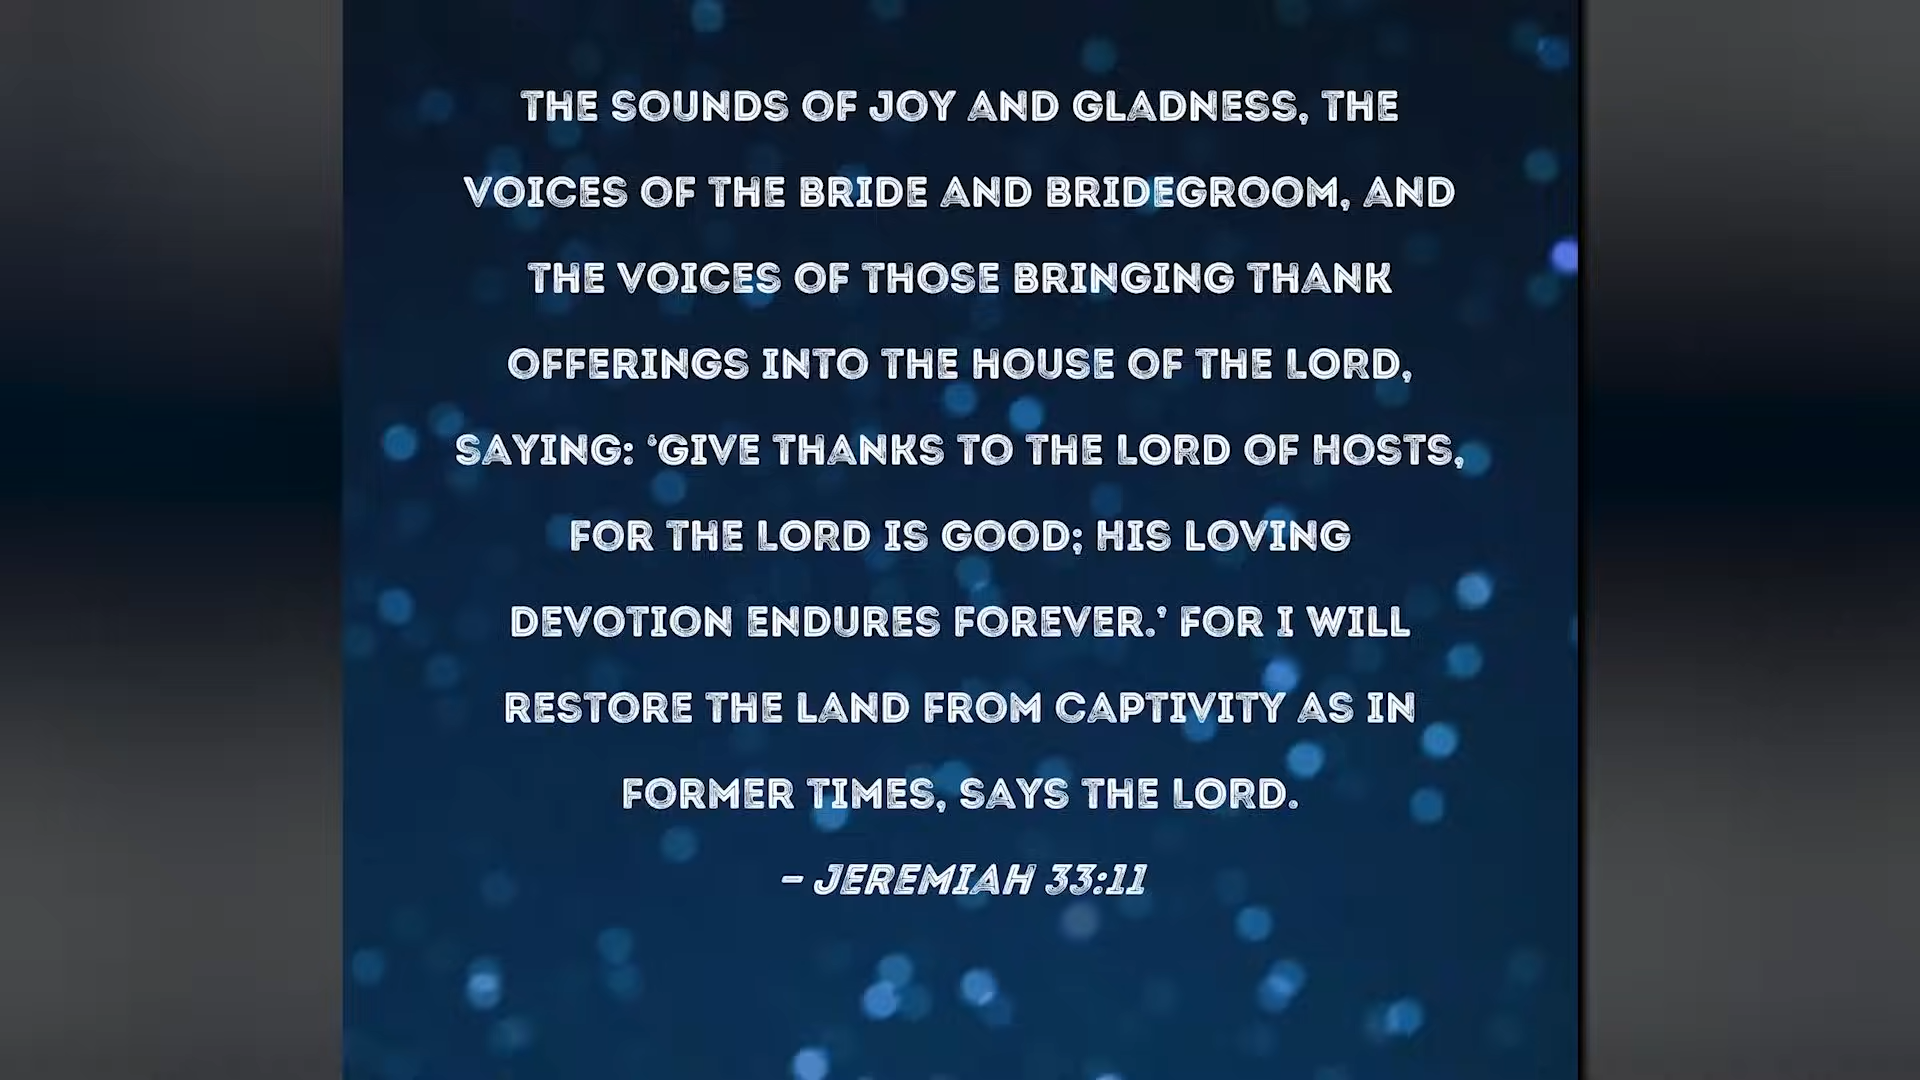 THE SOUNDS OF JOY AND GLADNESS, THE
VOICES OF THE BRIDE AND BRIDEGROOM, AND
THE VOICES OF THOSE BRINGING THANK
OFFERINGS INTO THE HOUSE OF THE LORD,
SAYING: ‘GIVE THANKS TO THE LORD OF HOSTS,
FOR THE LORD IS GOOD; HIS LOVING
DEVOTION ENDURES FOREVER.’ FOR I WILL
RESTORE THE LAND FROM CAPTIVITY AS IN
FORMER TIMES, SAYS THE LORD.
– JEREMIAH 33:11